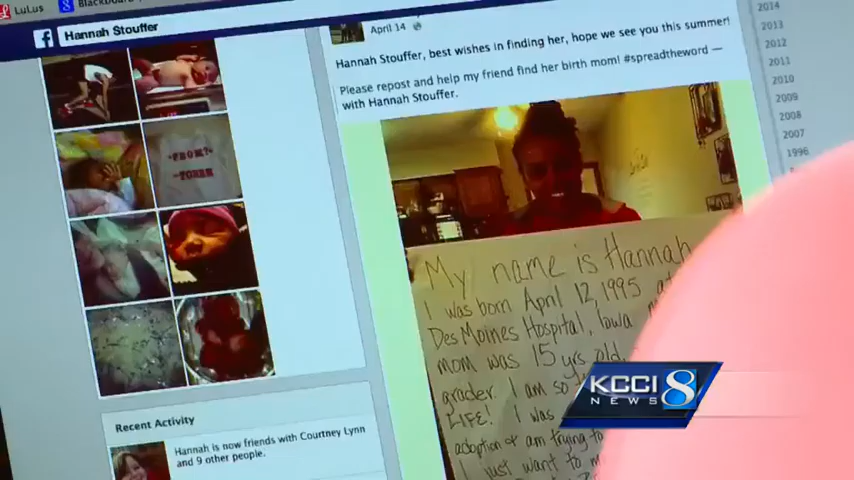 LuLus
Blackboard
Hannah Stouffer
April 14
Hannah Stouffer, best wishes in finding her, hope we see you this summer!
Please repost and help my friend find her birth mom! #spreadtheword —
with Hannah Stouffer.
2014
2013
2012
2011
2010
2009
2008
2007
1996
My name is Hannah
I was born April 12, 1995
Des Moines Hospital, Iowa
mom was 15 yrs old
grader. I am so
LIFE! I was
adoption & am trying to
I just want to
Recent Activity
Hannah is now friends with Courtney Lynn
and 9 other people.
KCCI 8
NEWS